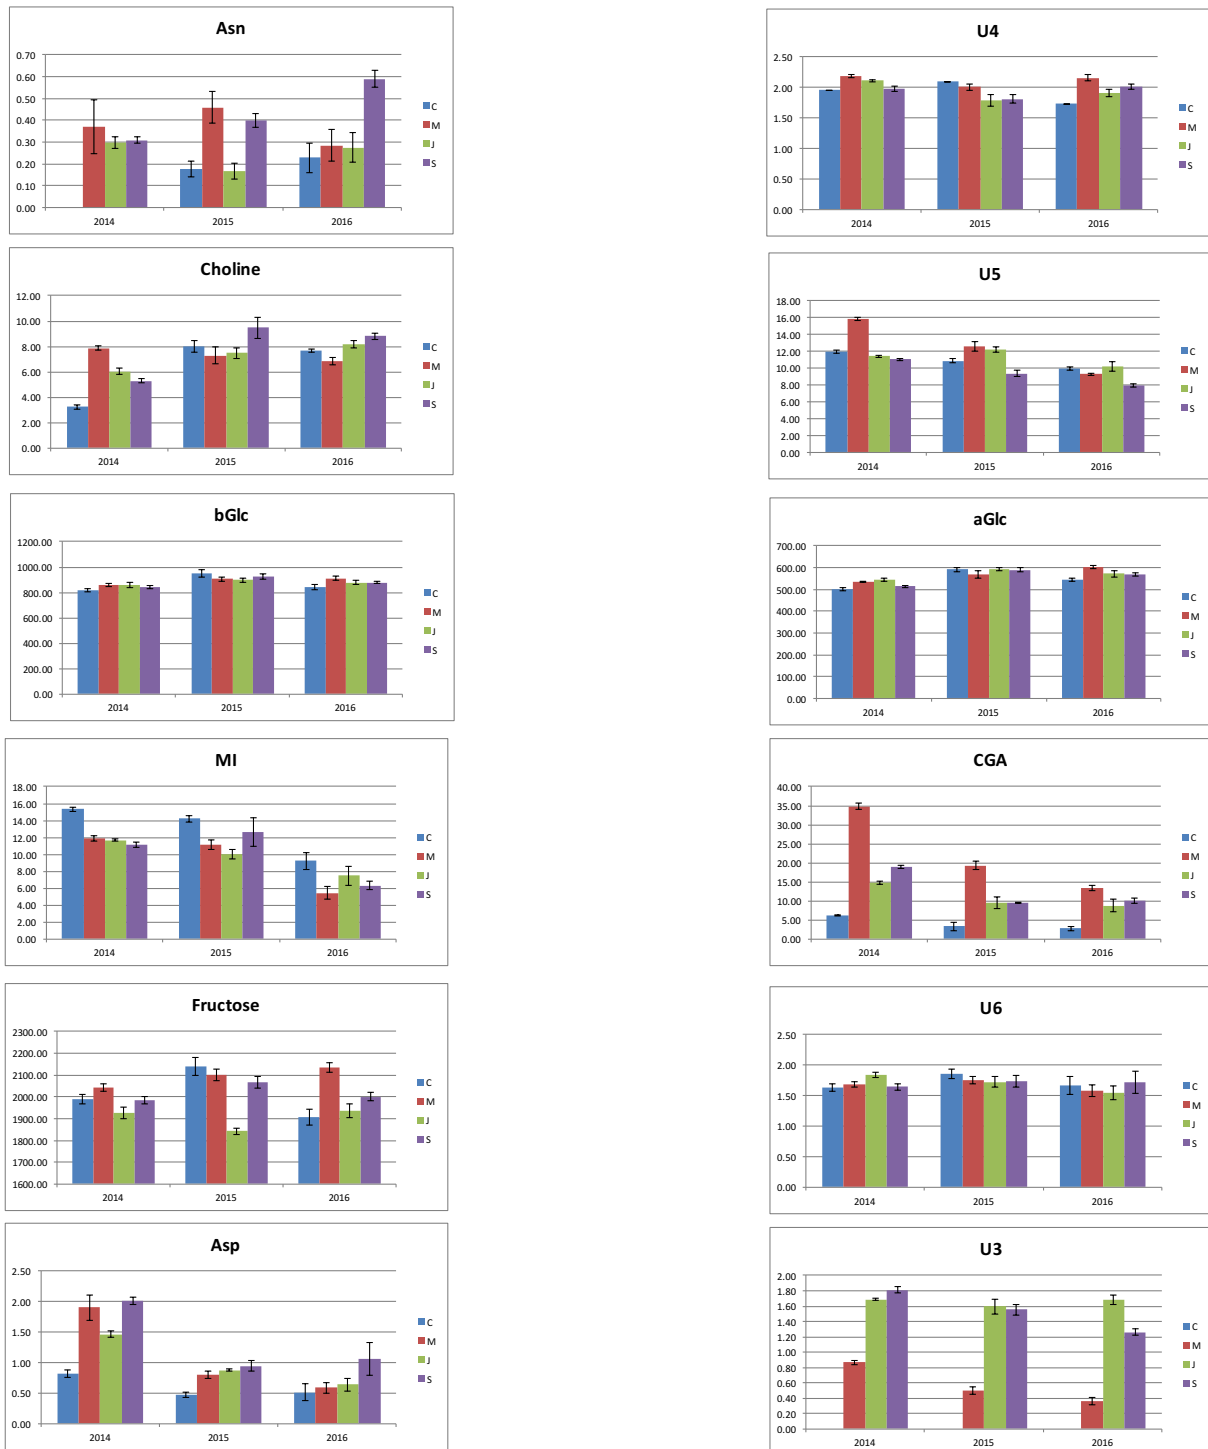 Asn
0.70
0.60
0.50
0.40
0.30
0.20
0.10
0.00
2014 2015 2016
C
M
J
S
U4
2.50
2.00
1.50
1.00
0.50
0.00
2014 2015 2016
C
M
J
S
Choline
12.00
10.00
8.00
6.00
4.00
2.00
0.00
2014 2015 2016
C
M
J
S
U5
18.00
16.00
14.00
12.00
10.00
8.00
6.00
4.00
2.00
0.00
2014 2015 2016
C
M
J
S
bGlc
1200.00
1000.00
800.00
600.00
400.00
200.00
0.00
2014 2015 2016
C
M
J
S
aGlc
700.00
600.00
500.00
400.00
300.00
200.00
100.00
0.00
2014 2015 2016
C
M
J
S
MI
18.00
16.00
14.00
12.00
10.00
8.00
6.00
4.00
2.00
0.00
2014 2015 2016
C
M
J
S
CGA
40.00
35.00
30.00
25.00
20.00
15.00
10.00
5.00
0.00
2014 2015 2016
C
M
J
S
Fructose
2300.00
2200.00
2100.00
2000.00
1900.00
1800.00
1700.00
1600.00
2014 2015 2016
C
M
J
S
U6
2.50
2.00
1.50
1.00
0.50
0.00
2014 2015 2016
C
M
J
S
Asp
2.50
2.00
1.50
1.00
0.50
0.00
2014 2015 2016
C
M
J
S
U3
2.00
1.80
1.60
1.40
1.20
1.00
0.80
0.60
0.40
0.20
0.00
2014 2015 2016
C
M
J
S